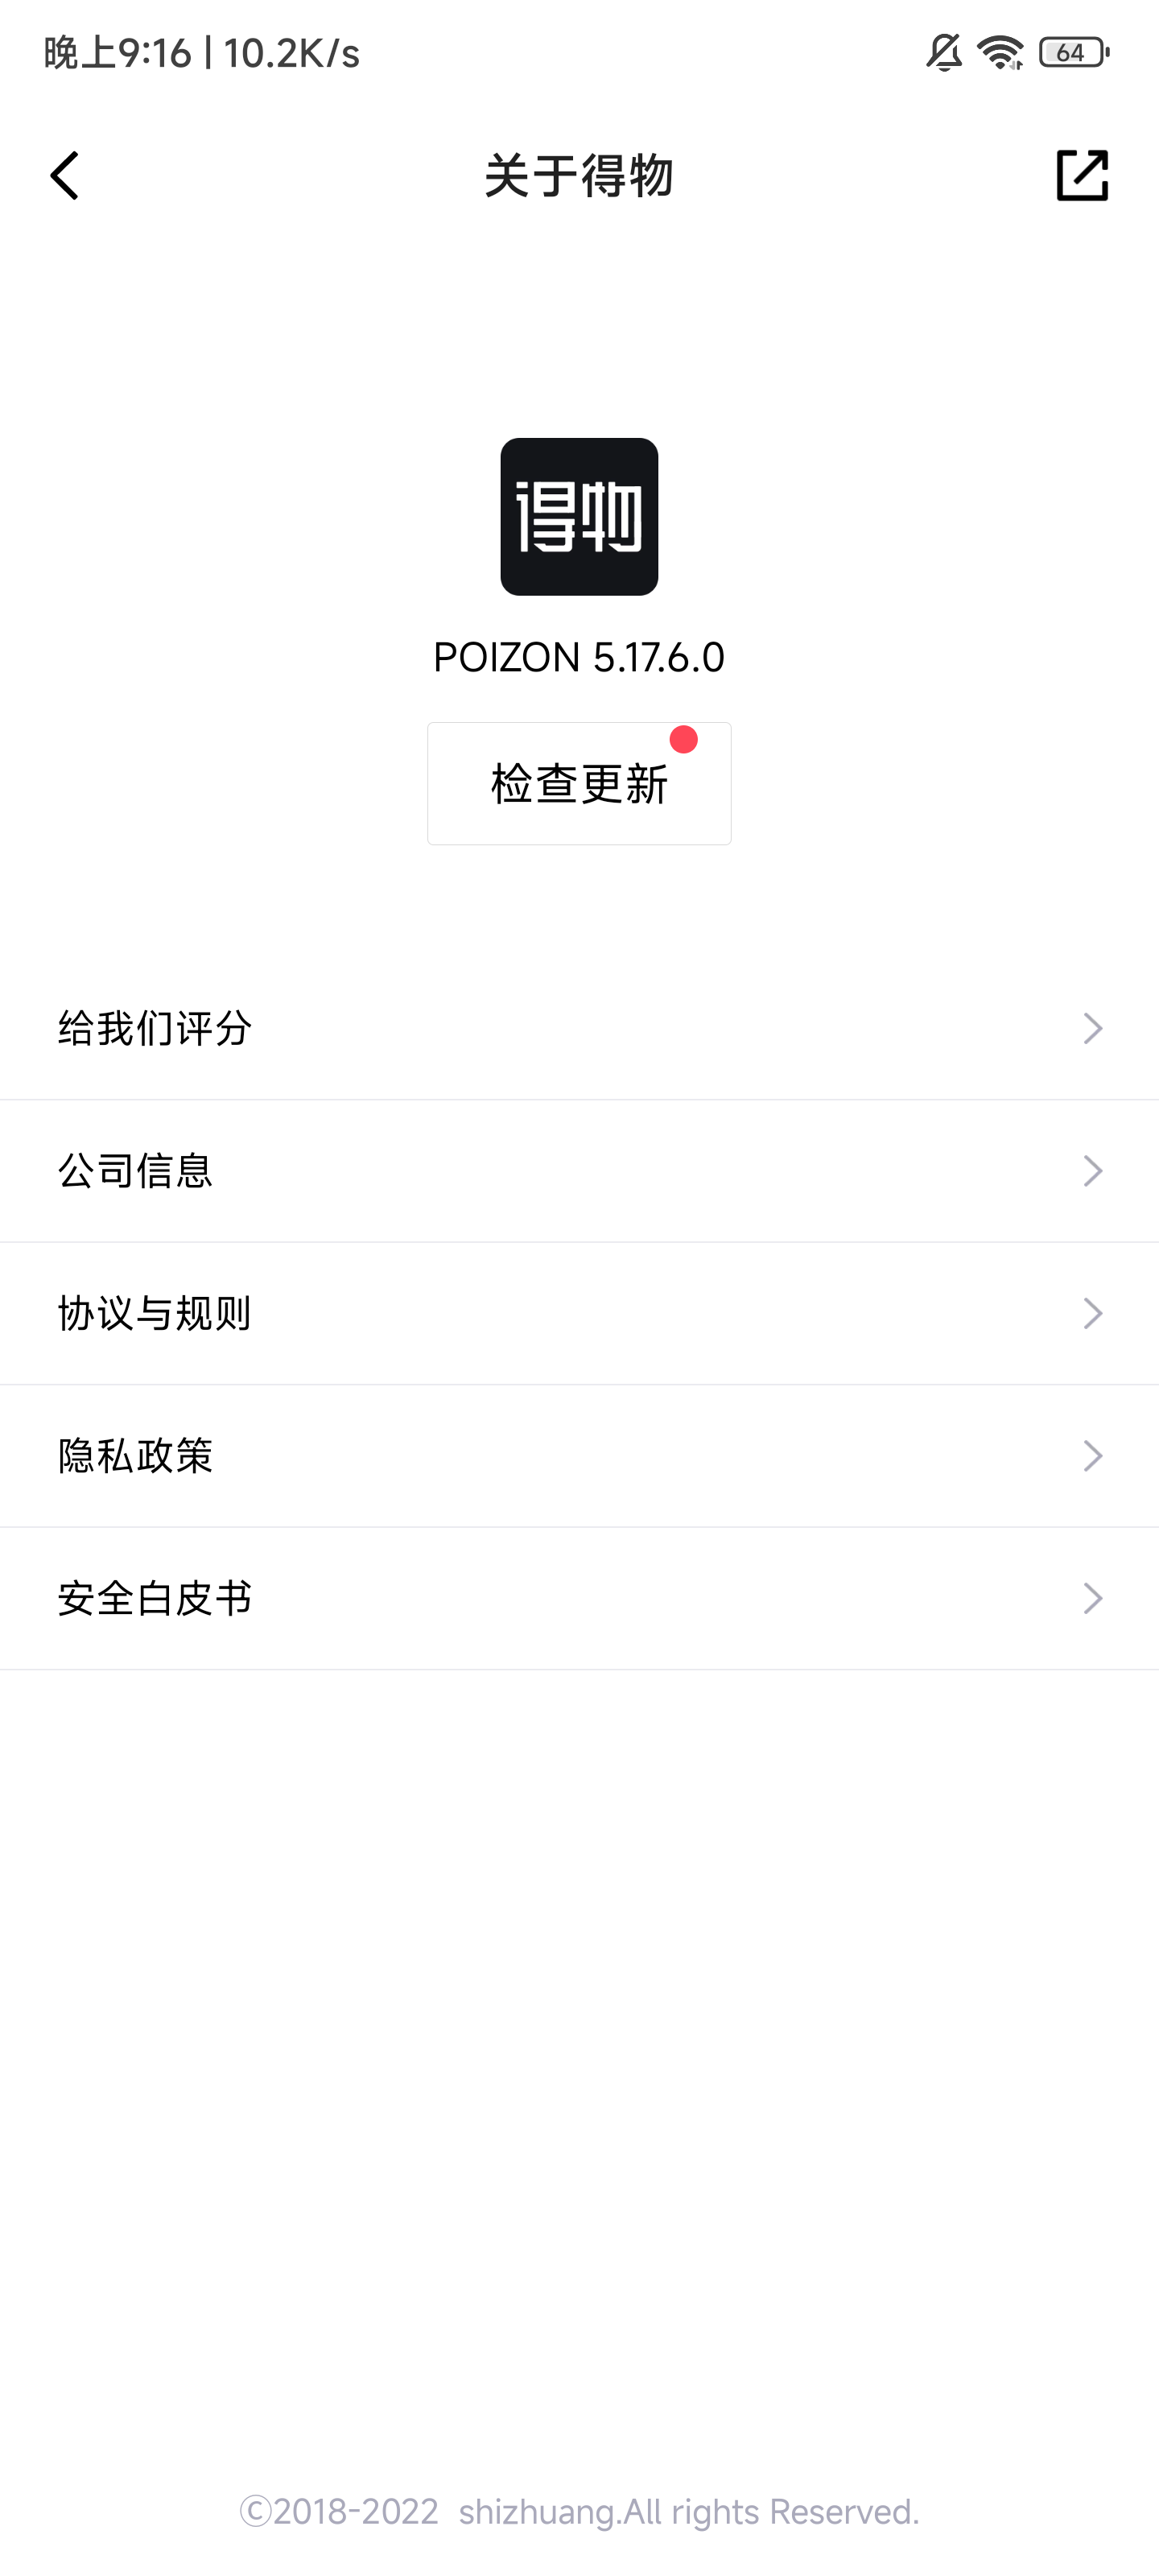 晚上9:16 | 10.2K/s
64
关于得物
得物
POIZON 5.17.6.0
检查更新
给我们评分
公司信息
协议与规则
隐私政策
安全白皮书
©2018-2022 shizhuang.All rights Reserved.